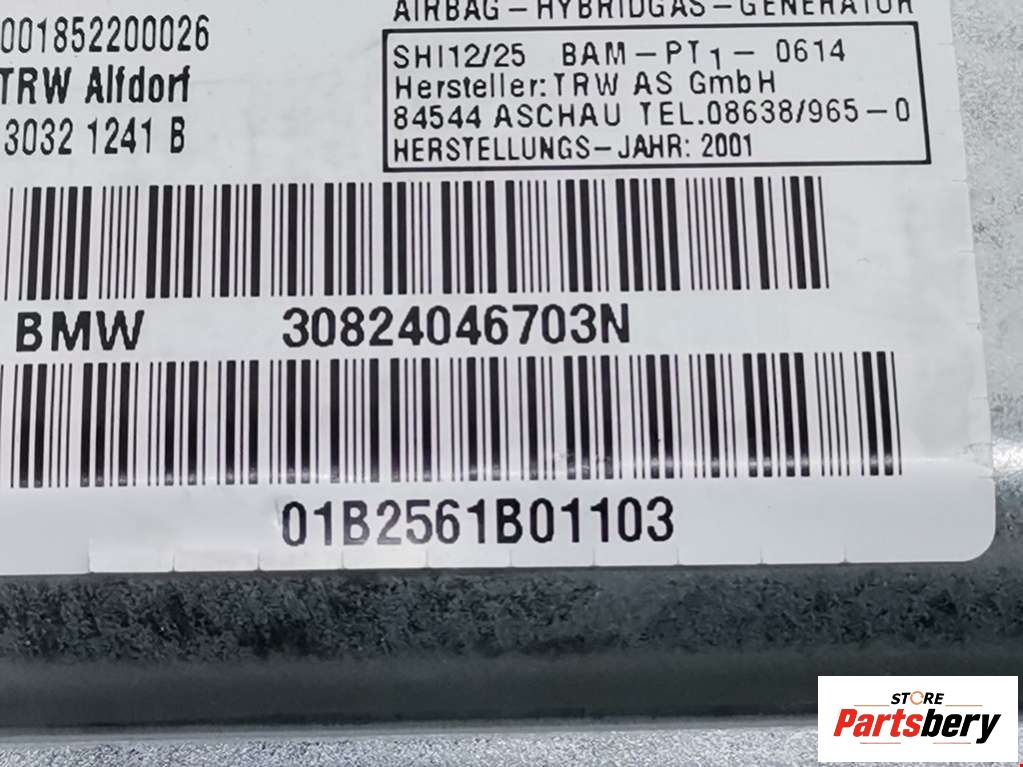 AIRBAG-HYBRIDGAS-GENERATOR
001852200026
TRW Alfdorf
3032 1241 B
SHI12/25 BAM-PT1- 0614
Hersteller: TRW AS GmbH
84544 ASCHAU TEL.08638/965-0
HERSTELLUNGS-JAHR: 2001
BMW 30824046703N
01B2561B01103
STORE
Partsbery